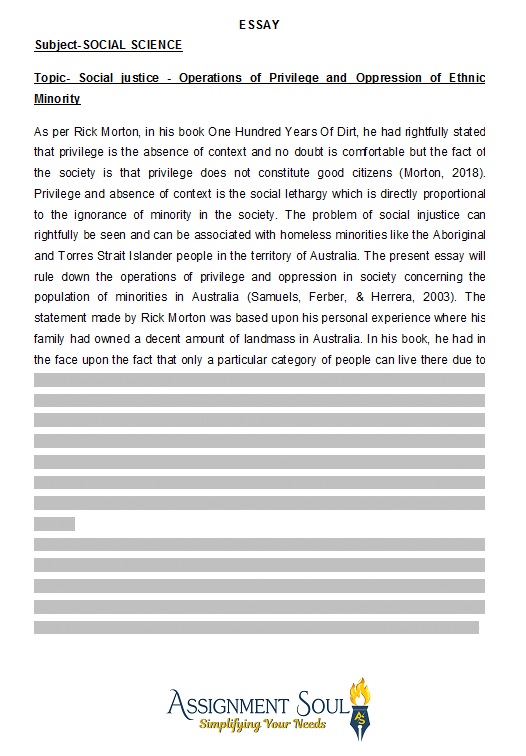 ESSAY
Subject-SOCIAL SCIENCE
Topic- Social justice - Operations of Privilege and Oppression of Ethnic
Minority
As per Rick Morton, in his book One Hundred Years Of Dirt, he had rightfully stated
that privilege is the absence of context and no doubt is comfortable but the fact of
the society is that privilege does not constitute good citizens (Morton, 2018).
Privilege and absence of context is the social lethargy which is directly proportional
to the ignorance of minority in the society. The problem of social injustice can
rightfully be seen and can be associated with homeless minorities like the Aboriginal
and Torres Strait Islander people in the territory of Australia. The present essay will
rule down the operations of privilege and oppression in society concerning the
population of minorities in Australia (Samuels, Ferber, & Herrera, 2003). The
statement made by Rick Morton was based upon his personal experience where his
family had owned a decent amount of landmass in Australia. In his book, he had in
the face upon the fact that only a particular category of people can live there due to
ASSIGNMENT SOUL
Simplifying Your Needs
AS